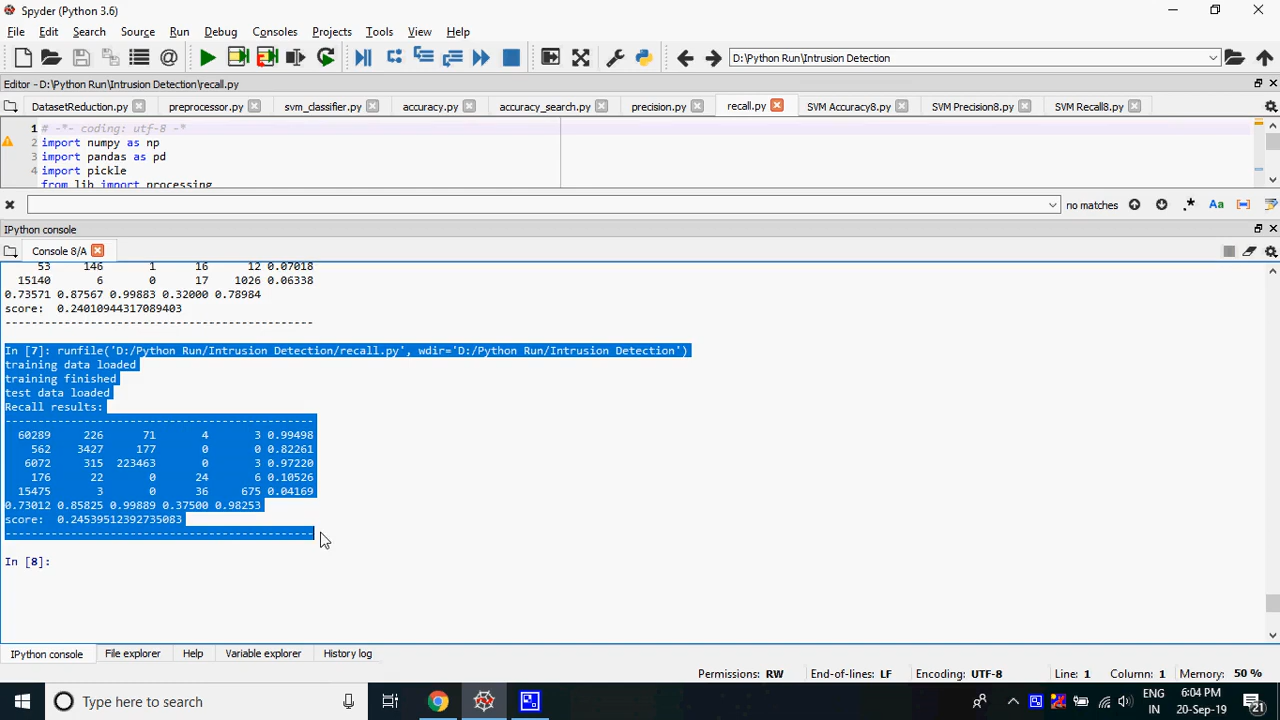 Spyder (Python 3.6)
File Edit Search Source Run Debug Consoles Projects Tools View Help
D:\Python Run\Intrusion Detection
Editor - D:\Python Run\Intrusion Detection\recall.py
DatasetReduction.py preprocessor.py svm_classifier.py accuracy.py accuracy_search.py precision.py recall.py SVM Accuracy8.py SVM Precision8.py SVM Recall8.py
1 # -*- coding: utf-8 -*
2 import numpy as np
3 import pandas as pd
4 import pickle
from lib import processing
no matches .* Aa
IPython console
Console 8/A
53 146 1 16 12 0.07018
15140 6 0 17 1026 0.06338
0.73571 0.87567 0.99883 0.32000 0.78984
score: 0.24010944317089403
------------------------------------------------
In [7]: runfile('D:/Python Run/Intrusion Detection/recall.py', wdir='D:/Python Run/Intrusion Detection')
training data loaded
training finished
test data loaded
Recall results:
------------------------------------------------
60289 226 71 4 3 0.99498
562 3427 177 0 0 0.82261
6072 315 223463 0 3 0.97220
176 22 0 24 6 0.10526
15475 3 0 36 675 0.04169
0.73012 0.85825 0.99889 0.37500 0.98253
score: 0.24539512392735083
------------------------------------------------
In [8]:
IPython console File explorer Help Variable explorer History log
Permissions: RW End-of-lines: LF Encoding: UTF-8 Line: 1 Column: 1 Memory: 50 %
Type here to search
ENG
IN
6:04 PM
20-Sep-19
21